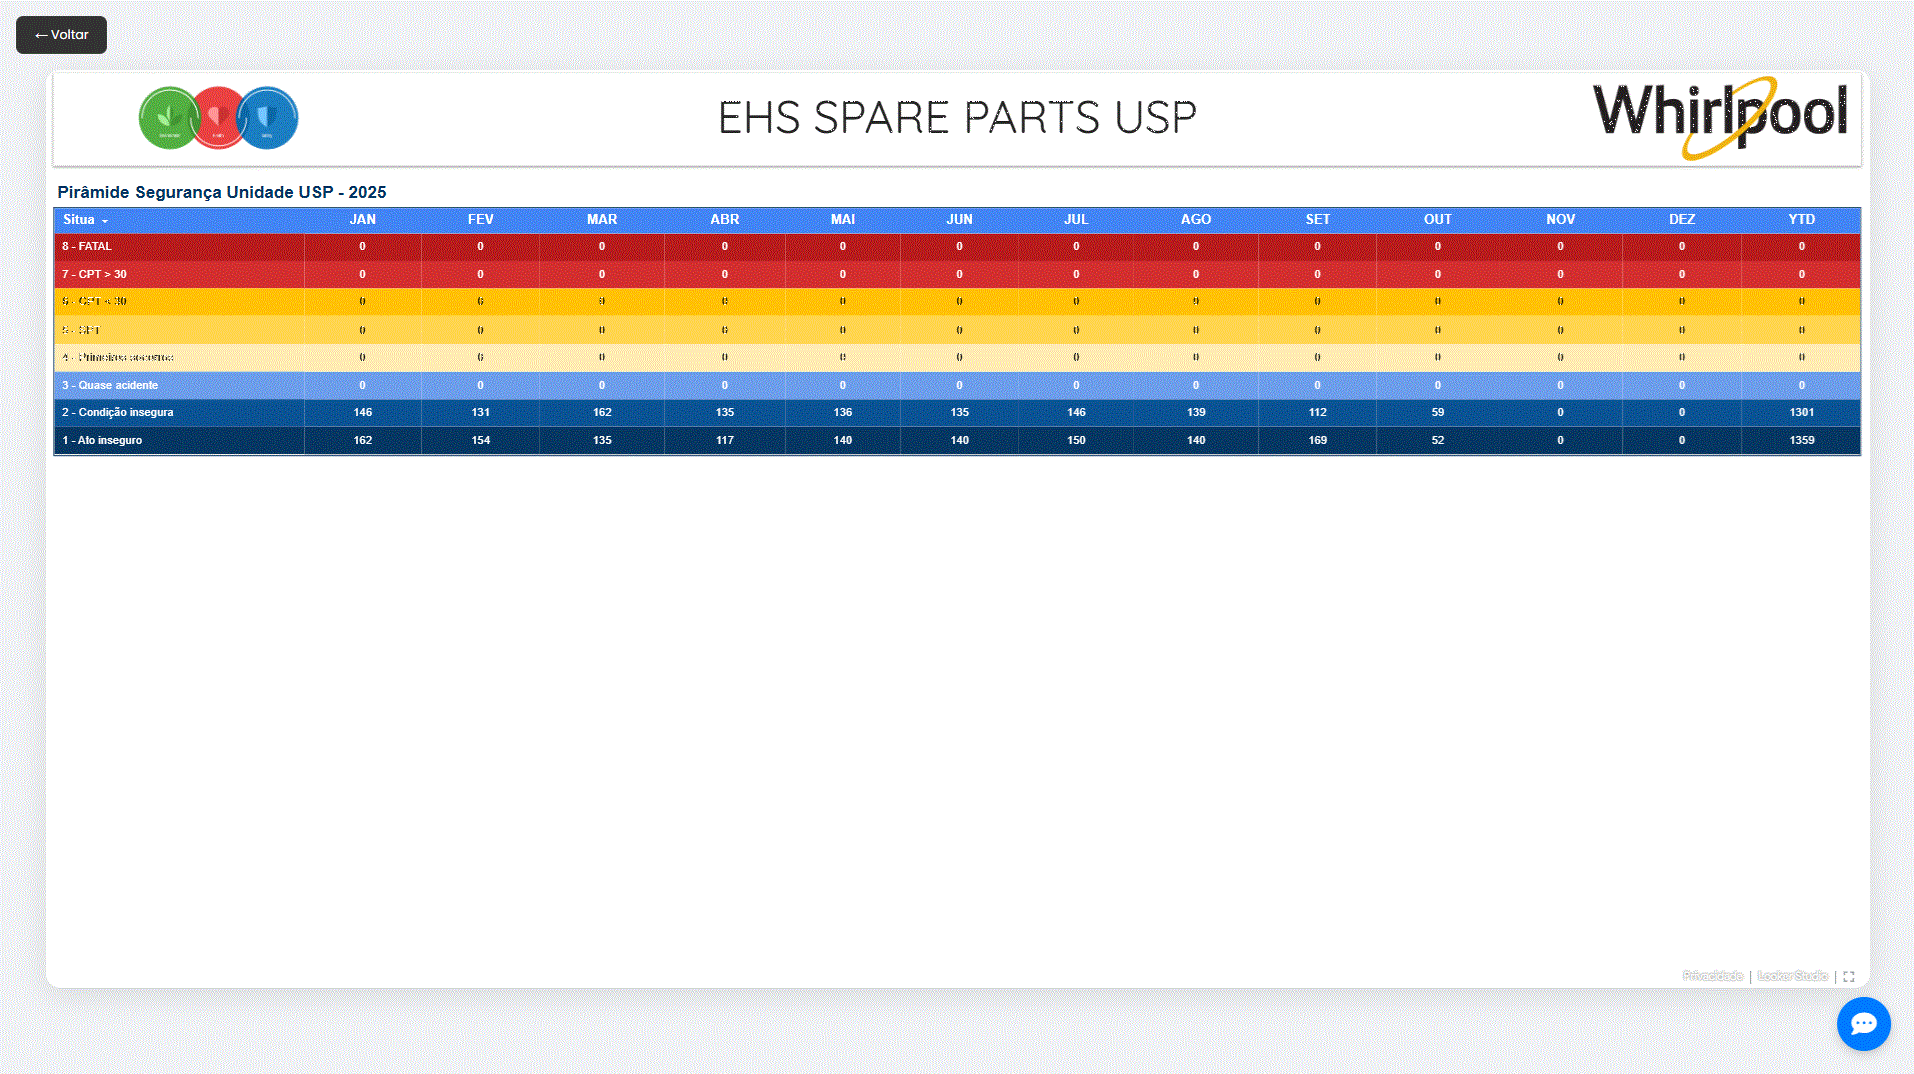 ← Voltar
EHS SPARE PARTS USP
Whirlpool
Pirâmide Segurança Unidade USP - 2025
Situa JAN FEV MAR ABR MAI JUN JUL AGO SET OUT NOV DEZ YTD
8 - FATAL 0 0 0 0 0 0 0 0 0 0 0 0 0
7 - CPT > 30 0 0 0 0 0 0 0 0 0 0 0 0 0
6 - CPT < 30 0 0 0 0 0 0 0 0 0 0 0 0 0
5 - SPT 0 0 0 0 0 0 0 0 0 0 0 0 0
4 - Primeiros socorros 0 0 0 0 0 0 0 0 0 0 0 0 0
3 - Quase acidente 0 0 0 0 0 0 0 0 0 0 0 0 0
2 - Condição insegura 146 131 162 135 136 135 146 139 112 59 0 0 1301
1 - Ato inseguro 162 154 135 117 140 140 150 140 169 52 0 0 1359
Privacidade | Looker Studio |